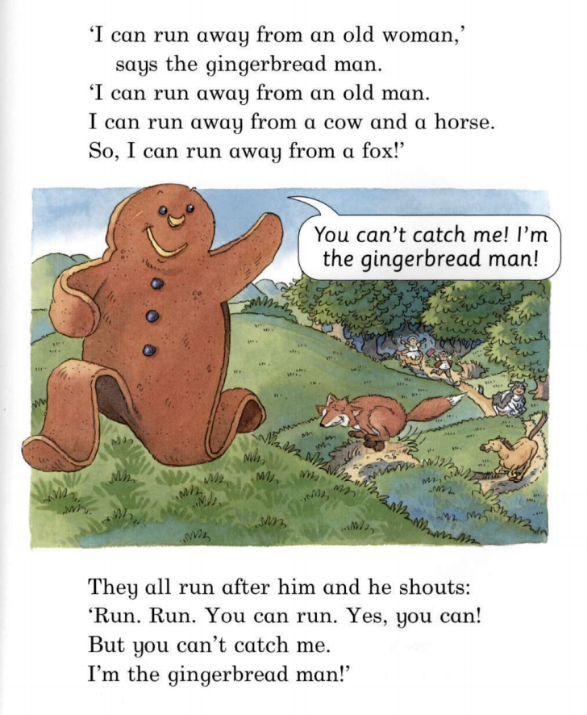 ‘I can run away from an old woman,’
says the gingerbread man.
‘I can run away from an old man.
I can run away from a cow and a horse.
So, I can run away from a fox!’
You can’t catch me! I’m
the gingerbread man!
They all run after him and he shouts:
‘Run. Run. You can run. Yes, you can!
But you can’t catch me.
I’m the gingerbread man!’